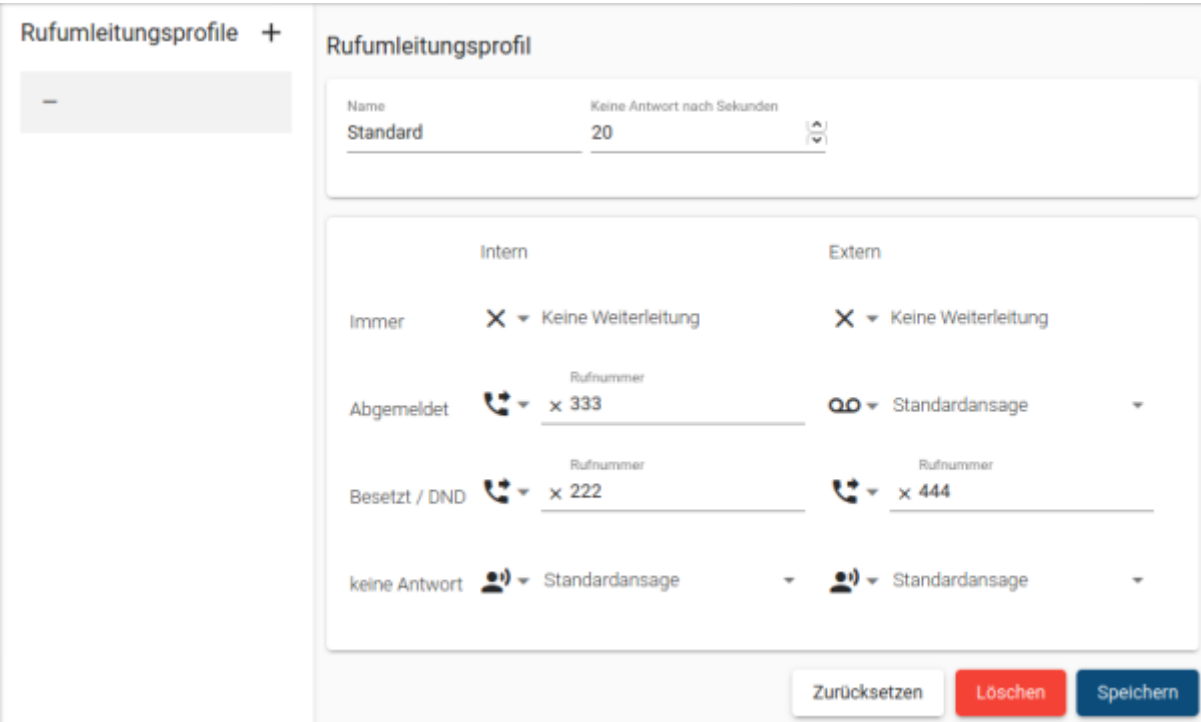 Rufumleitungsprofile +
–
Rufumleitungsprofil
Name Keine Antwort nach Sekunden
Standard 20
Intern Extern
Immer Keine Weiterleitung Keine Weiterleitung
Rufnummer
Abgemeldet × 333 Standardansage
Rufnummer Rufnummer
Besetzt / DND × 222 × 444
keine Antwort Standardansage Standardansage
Zurücksetzen Löschen Speichern